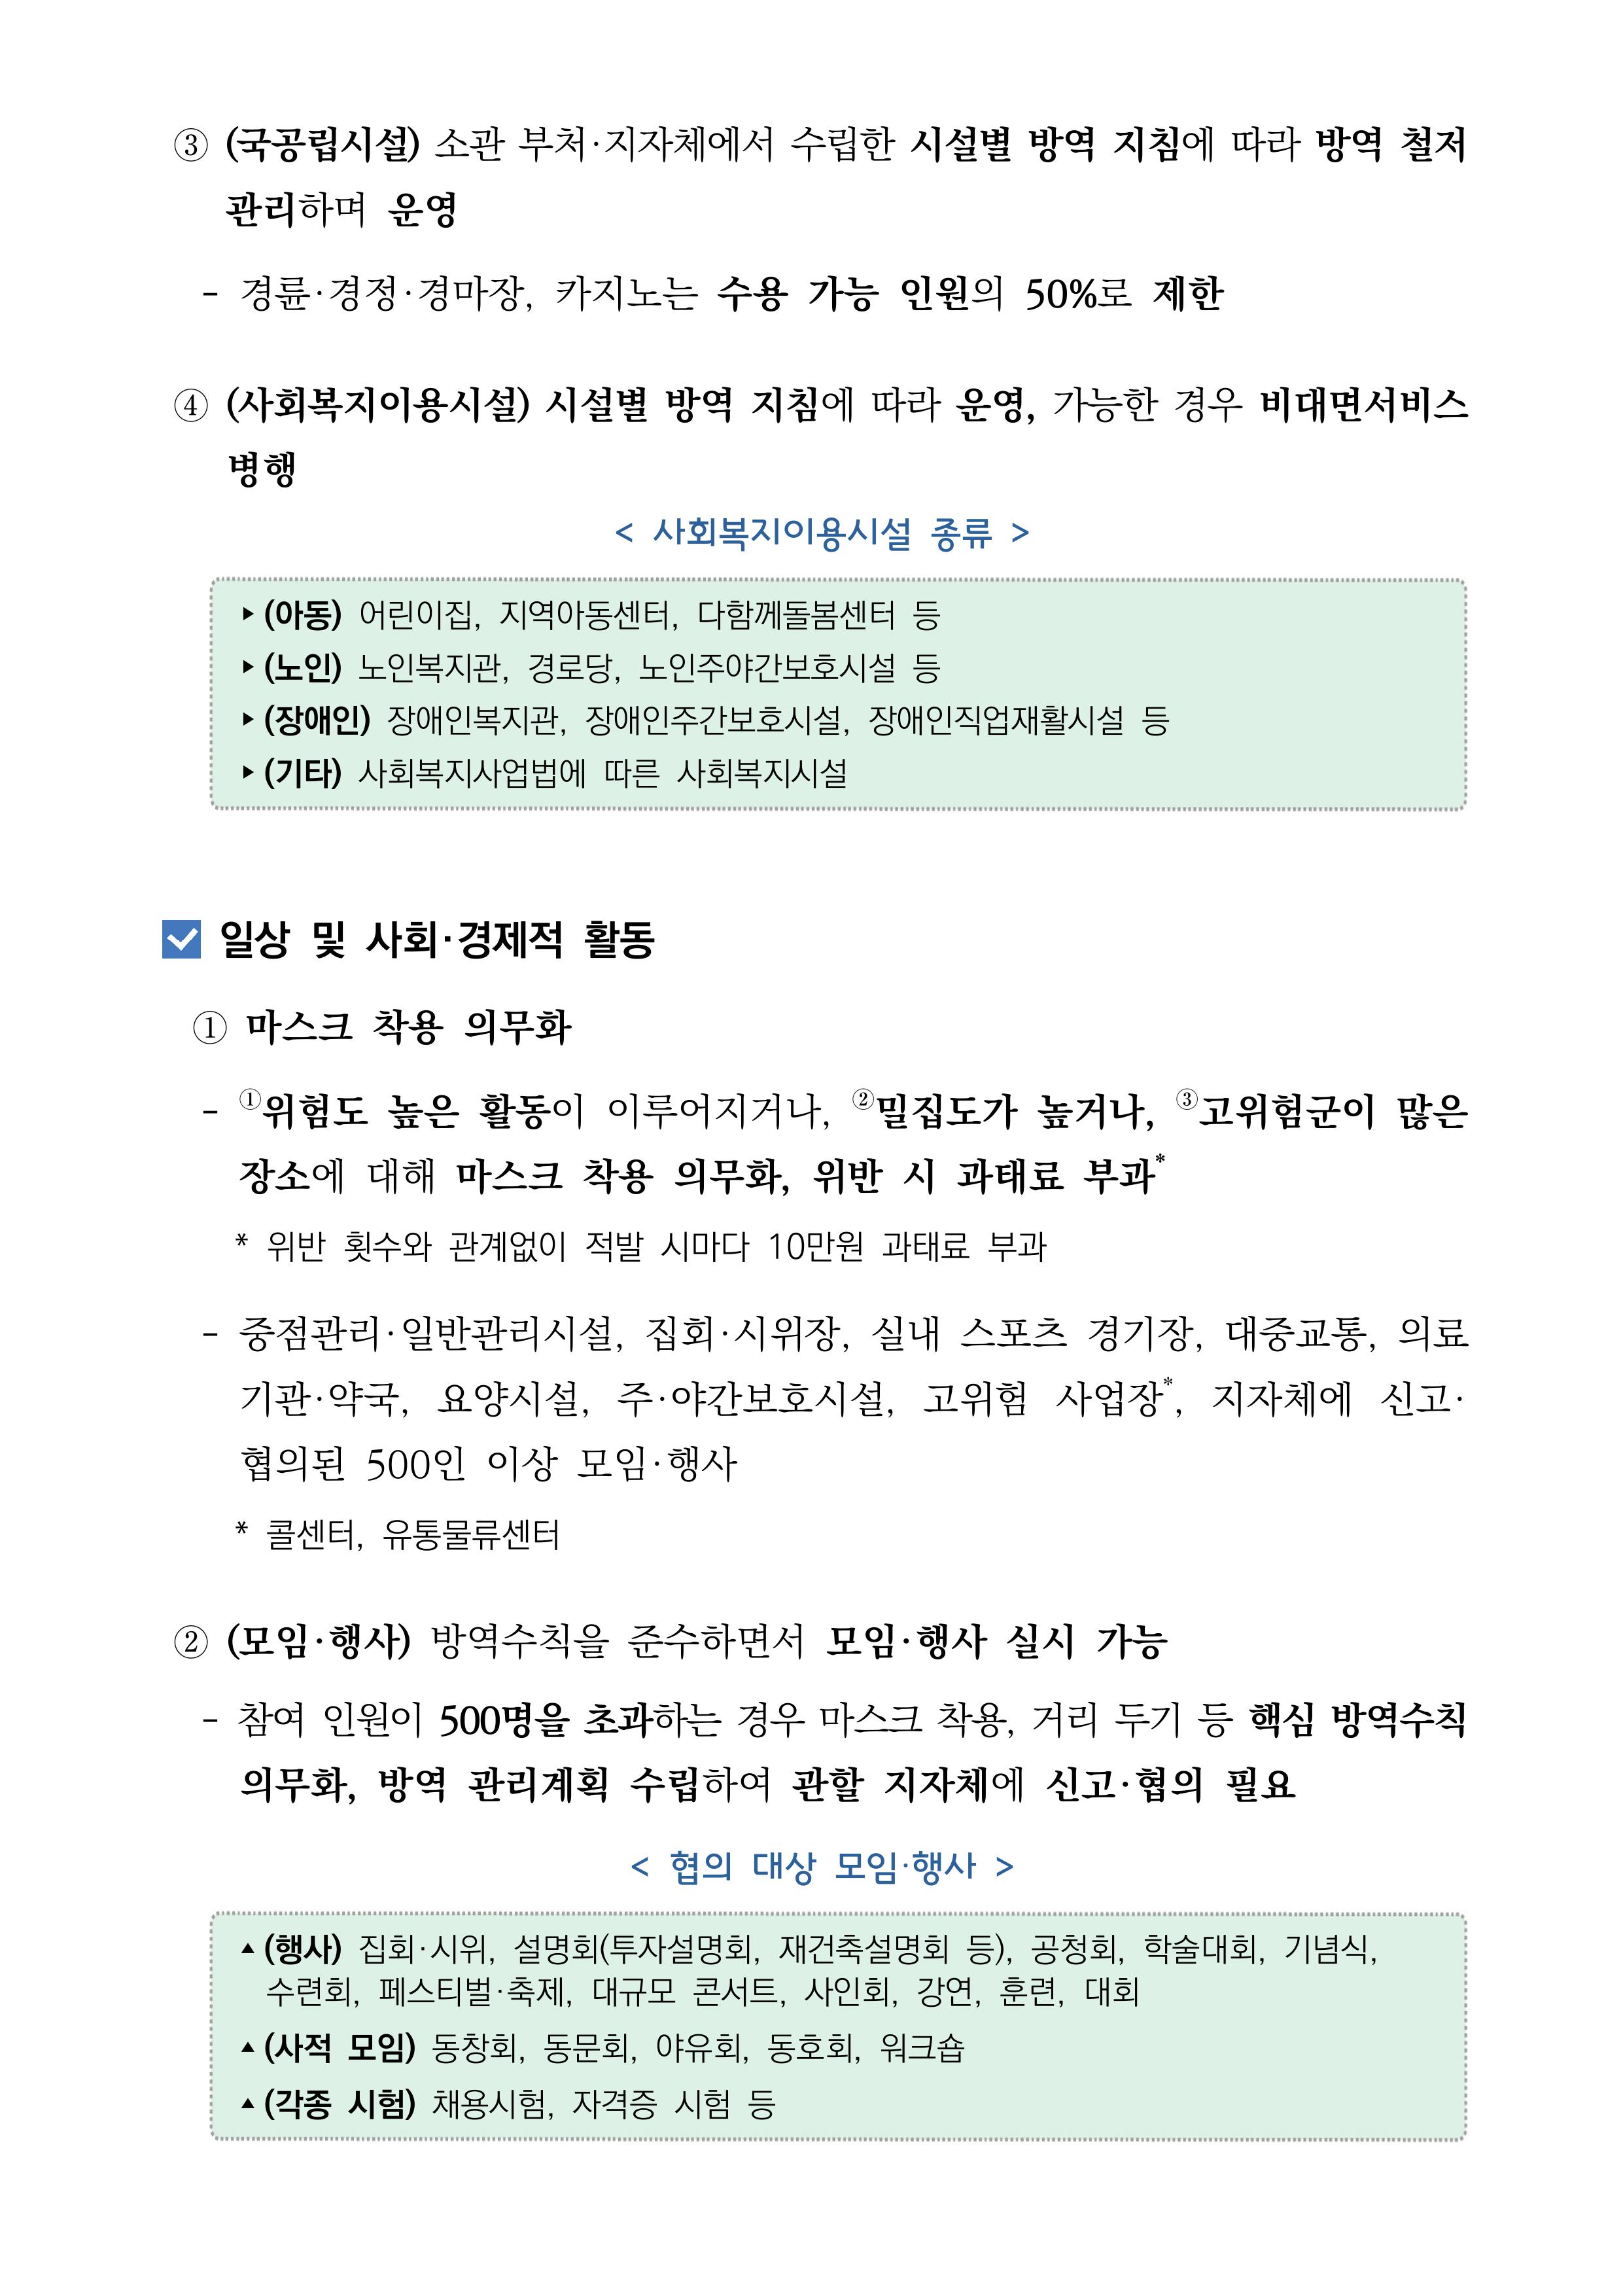 ③ (국공립시설) 소관 부처·지자체에서 수립한 시설별 방역 지침에 따라 방역 철저
관리하며 운영
- 경륜·경정·경마장, 카지노는 수용 가능 인원의 50%로 제한
④ (사회복지이용시설) 시설별 방역 지침에 따라 운영, 가능한 경우 비대면서비스
병행
< 사회복지이용시설 종류 >
▸(아동) 어린이집, 지역아동센터, 다함께돌봄센터 등
▸(노인) 노인복지관, 경로당, 노인주야간보호시설 등
▸(장애인) 장애인복지관, 장애인주간보호시설, 장애인직업재활시설 등
▸(기타) 사회복지사업법에 따른 사회복지시설
☑ 일상 및 사회·경제적 활동
① 마스크 착용 의무화
- ①위험도 높은 활동이 이루어지거나, ②밀집도가 높거나, ③고위험군이 많은
장소에 대해 마스크 착용 의무화, 위반 시 과태료 부과*
* 위반 횟수와 관계없이 적발 시마다 10만원 과태료 부과
- 중점관리·일반관리시설, 집회·시위장, 실내 스포츠 경기장, 대중교통, 의료
기관·약국, 요양시설, 주·야간보호시설, 고위험 사업장*, 지자체에 신고·
협의된 500인 이상 모임·행사
* 콜센터, 유통물류센터
② (모임·행사) 방역수칙을 준수하면서 모임·행사 실시 가능
- 참여 인원이 500명을 초과하는 경우 마스크 착용, 거리 두기 등 핵심 방역수칙
의무화, 방역 관리계획 수립하여 관할 지자체에 신고·협의 필요
< 협의 대상 모임·행사 >
▴(행사) 집회·시위, 설명회(투자설명회, 재건축설명회 등), 공청회, 학술대회, 기념식,
수련회, 페스티벌·축제, 대규모 콘서트, 사인회, 강연, 훈련, 대회
▴(사적 모임) 동창회, 동문회, 야유회, 동호회, 워크숍
▴(각종 시험) 채용시험, 자격증 시험 등